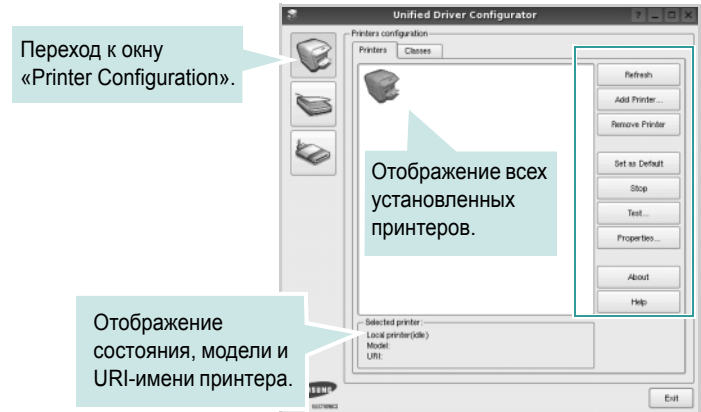 Unified Driver Configurator
Переход к окну
«Printer Configuration».
Printers configuration
Printers
Classes
Refresh
Add Printer...
Remove Printer
Set as Default
Stop
Test...
Properties...
About
Help
Отображение всех
установленных
принтеров.
Отображение
состояния, модели и
URI-имени принтера.
Selected printer:
Local printer(idle)
Model:
URI:
ELECTRONICS
Exit